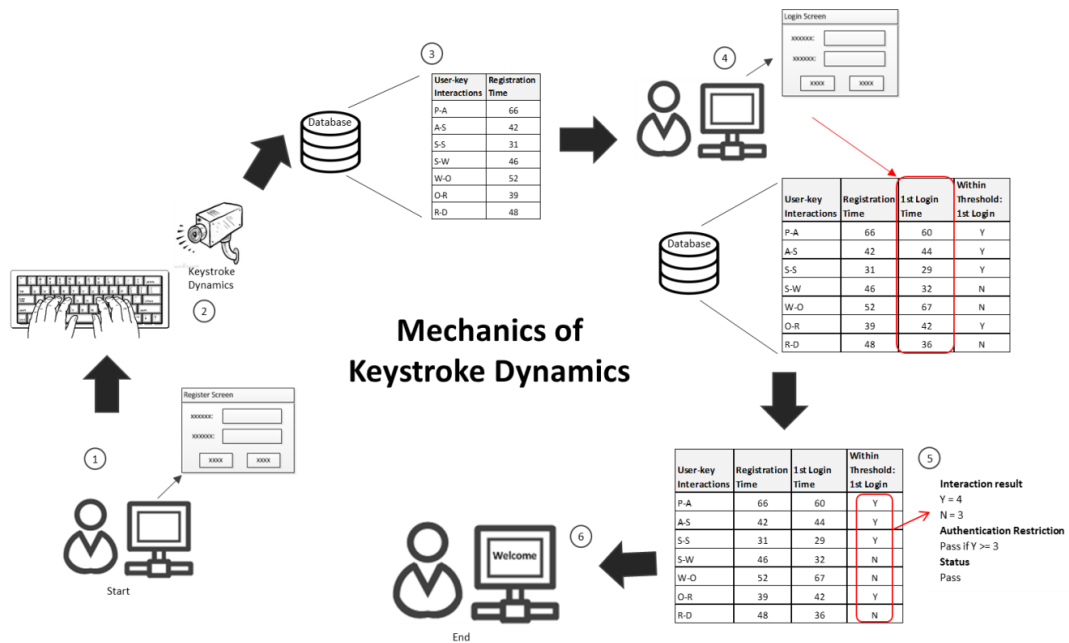 Mechanics of
Keystroke Dynamics
1
Register Screen
xxxxxx:
xxxxxx:
xxxx xxxx
Start
2
Keystroke
Dynamics
3
Database
User-key Interactions Registration Time
P-A 66
A-S 42
S-S 31
S-W 46
W-O 52
O-R 39
R-D 48
4
Login Screen
xxxxxx:
xxxxxx:
xxxx xxxx
Database
User-key Interactions Registration Time 1st Login Time Within Threshold: 1st Login
P-A 66 60 Y
A-S 42 44 Y
S-S 31 29 Y
S-W 46 32 N
W-O 52 67 N
O-R 39 42 Y
R-D 48 36 N
5
User-key Interactions Registration Time 1st Login Time Within Threshold: 1st Login
P-A 66 60 Y
A-S 42 44 Y
S-S 31 29 Y
S-W 46 32 N
W-O 52 67 N
O-R 39 42 Y
R-D 48 36 N
Interaction result
Y = 4
N = 3
Authentication Restriction
Pass if Y >= 3
Status
Pass
6
Welcome
End